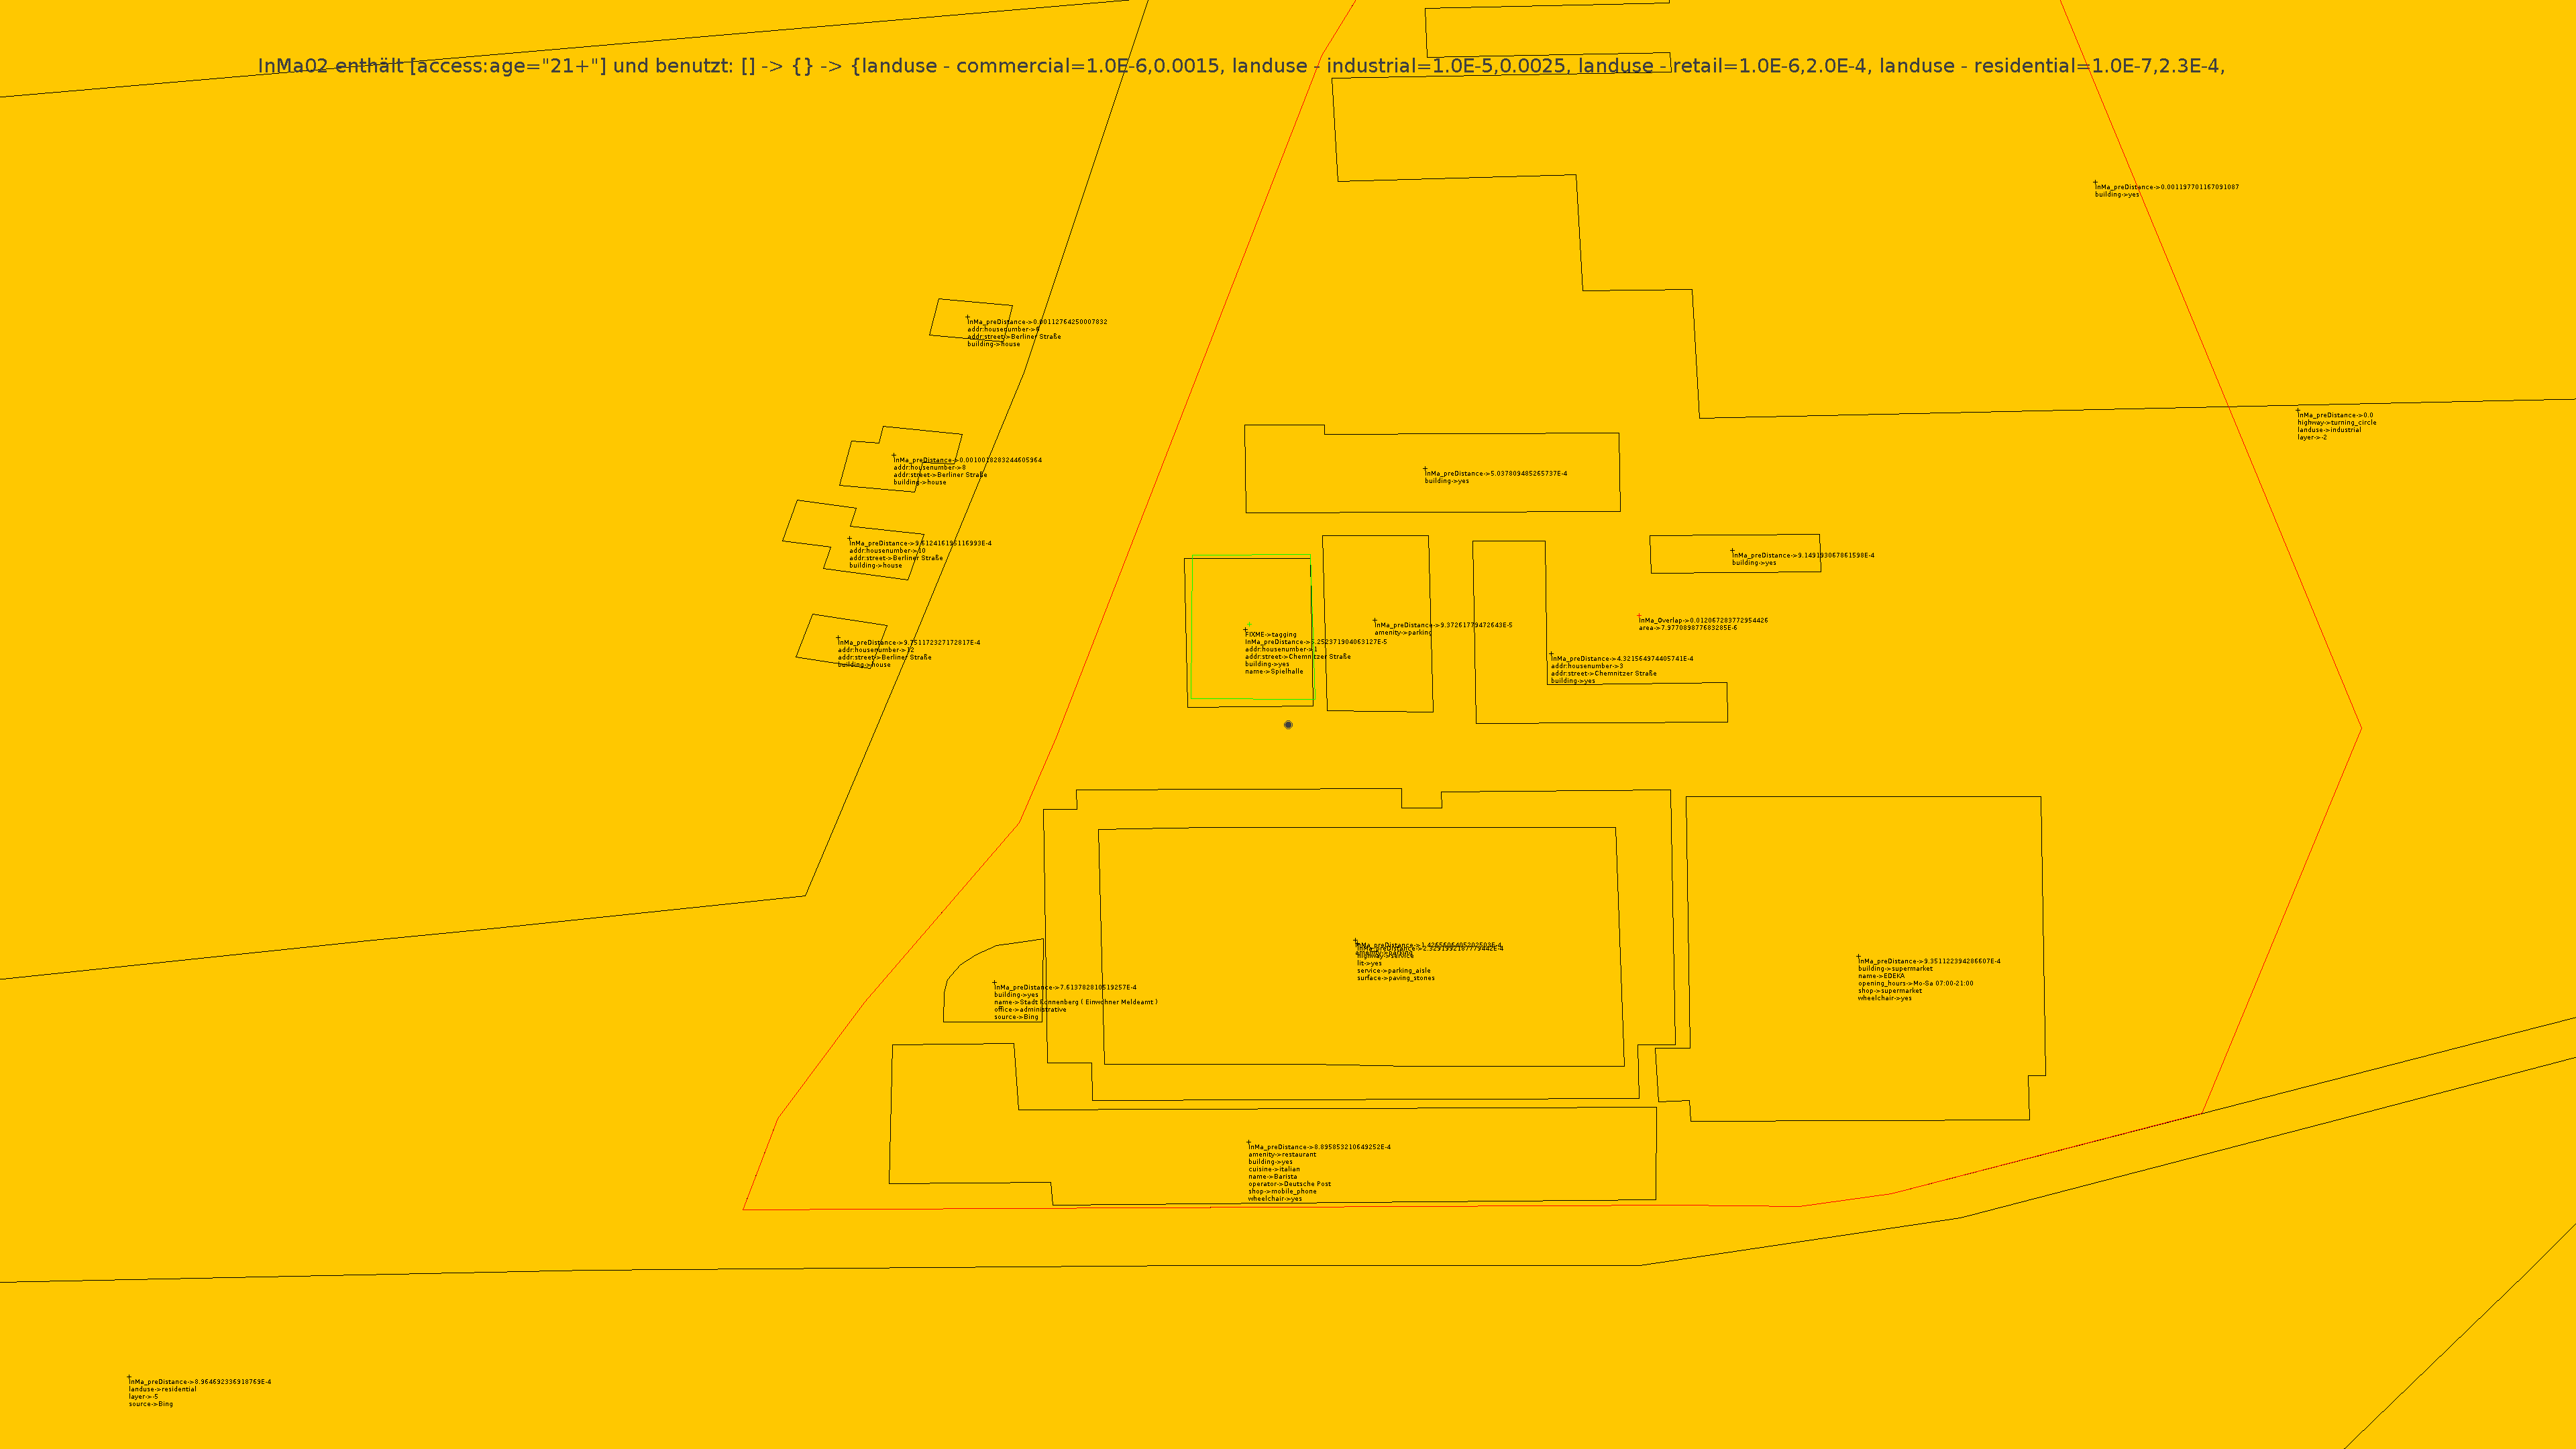 InMa02 enthält [access:age="21+"] und benutzt: [] -> {} -> {landuse - commercial=1.0E-6,0.0015, landuse - industrial=1.0E-5,0.0025, landuse - retail=1.0E-6,2.0E-4, landuse - residential=1.0E-7,2.3E-4,
InMa_preDistance->0.001197701167091087
building->yes
InMa_preDistance->0.00112764250007832
addr:housenumber->6
addr:street->Berliner Straße
building->house
InMa_preDistance->0.0
highway->turning_circle
landuse->industrial
layer->-2
InMa_preDistance->0.0010018283244605964
addr:housenumber->8
addr:street->Berliner Straße
building->house
InMa_preDistance->5.037809485265737E-4
building->yes
InMa_preDistance->9.612416195116993E-4
addr:housenumber->10
addr:street->Berliner Straße
building->house
InMa_preDistance->9.149193067861598E-4
building->yes
InMa_Overlap->0.012067283772954426
area->7.977089877683285E-6
InMa_preDistance->9.37261779472643E-5
amenity->parking
FIXME->tagging
addr:housenumber->1
addr:street->Chemnitzer Straße
building->yes
name->Spielhalle
InMa_preDistance->9.751172327172817E-4
addr:housenumber->12
addr:street->Berliner Straße
building->house
InMa_preDistance->4.321564974405741E-4
addr:housenumber->3
addr:street->Chemnitzer Straße
building->yes
amenity->parking
highway->service
lit->yes
service->parking_aisle
surface->paving_stones
InMa_preDistance->9.351122394286607E-4
building->supermarket
name->EDEKA
opening_hours->Mo-Sa 07:00-21:00
shop->supermarket
wheelchair->yes
InMa_preDistance->7.613782810519257E-4
building->yes
name->Stadt Ronnenberg ( Einwohner Meldeamt )
office->administrative
source->Bing
InMa_preDistance->8.895853210649252E-4
amenity->restaurant
building->yes
cuisine->italian
name->Barista
operator->Deutsche Post
shop->mobile_phone
wheelchair->yes
InMa_preDistance->8.964692336918769E-4
landuse->residential
layer->-5
source->Bing